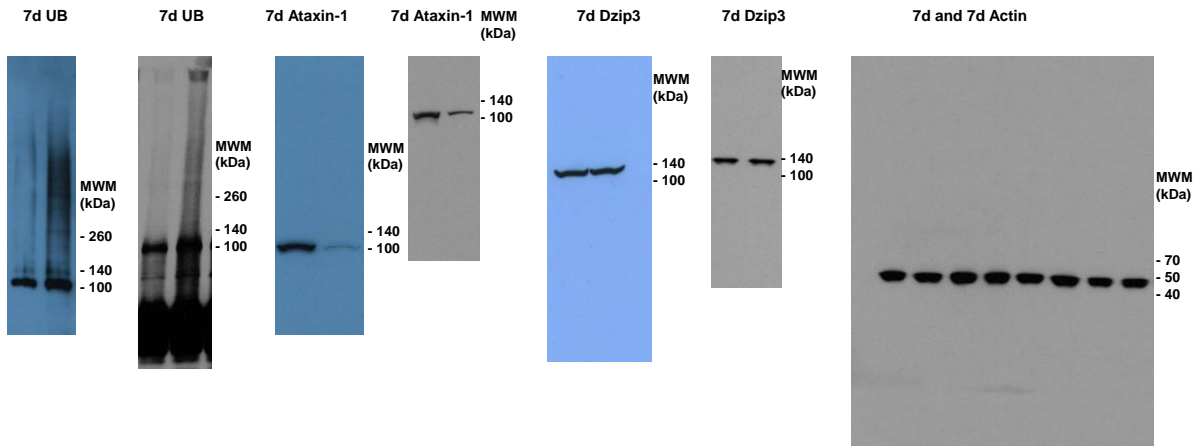 7d UB
7d UB
7d Ataxin-1
7d Ataxin-1
MWM
(kDa)
7d Dzip3
7d Dzip3
7d and 7d Actin
MWM
(kDa)
- 260
- 140
- 100
MWM
(kDa)
- 260
- 140
- 100
MWM
(kDa)
- 140
- 100
- 140
- 100
MWM
(kDa)
- 140
- 100
MWM
(kDa)
- 140
- 100
MWM
(kDa)
- 70
- 50
- 40